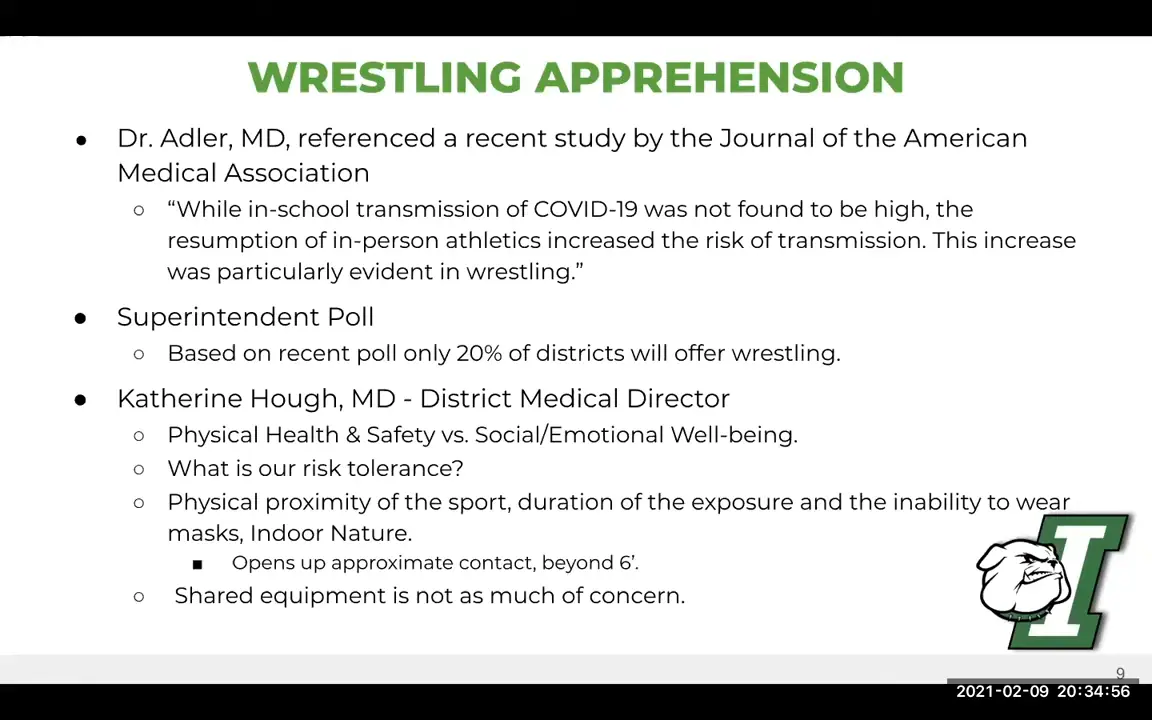 WRESTLING APPREHENSION
● Dr. Adler, MD, referenced a recent study by the Journal of the American
Medical Association
○ “While in-school transmission of COVID-19 was not found to be high, the
resumption of in-person athletics increased the risk of transmission. This increase
was particularly evident in wrestling.”
● Superintendent Poll
○ Based on recent poll only 20% of districts will offer wrestling.
● Katherine Hough, MD - District Medical Director
○ Physical Health & Safety vs. Social/Emotional Well-being.
○ What is our risk tolerance?
○ Physical proximity of the sport, duration of the exposure and the inability to wear
masks, Indoor Nature.
■ Opens up approximate contact, beyond 6’.
○ Shared equipment is not as much of concern.
I
9
2021-02-09 20:34:56